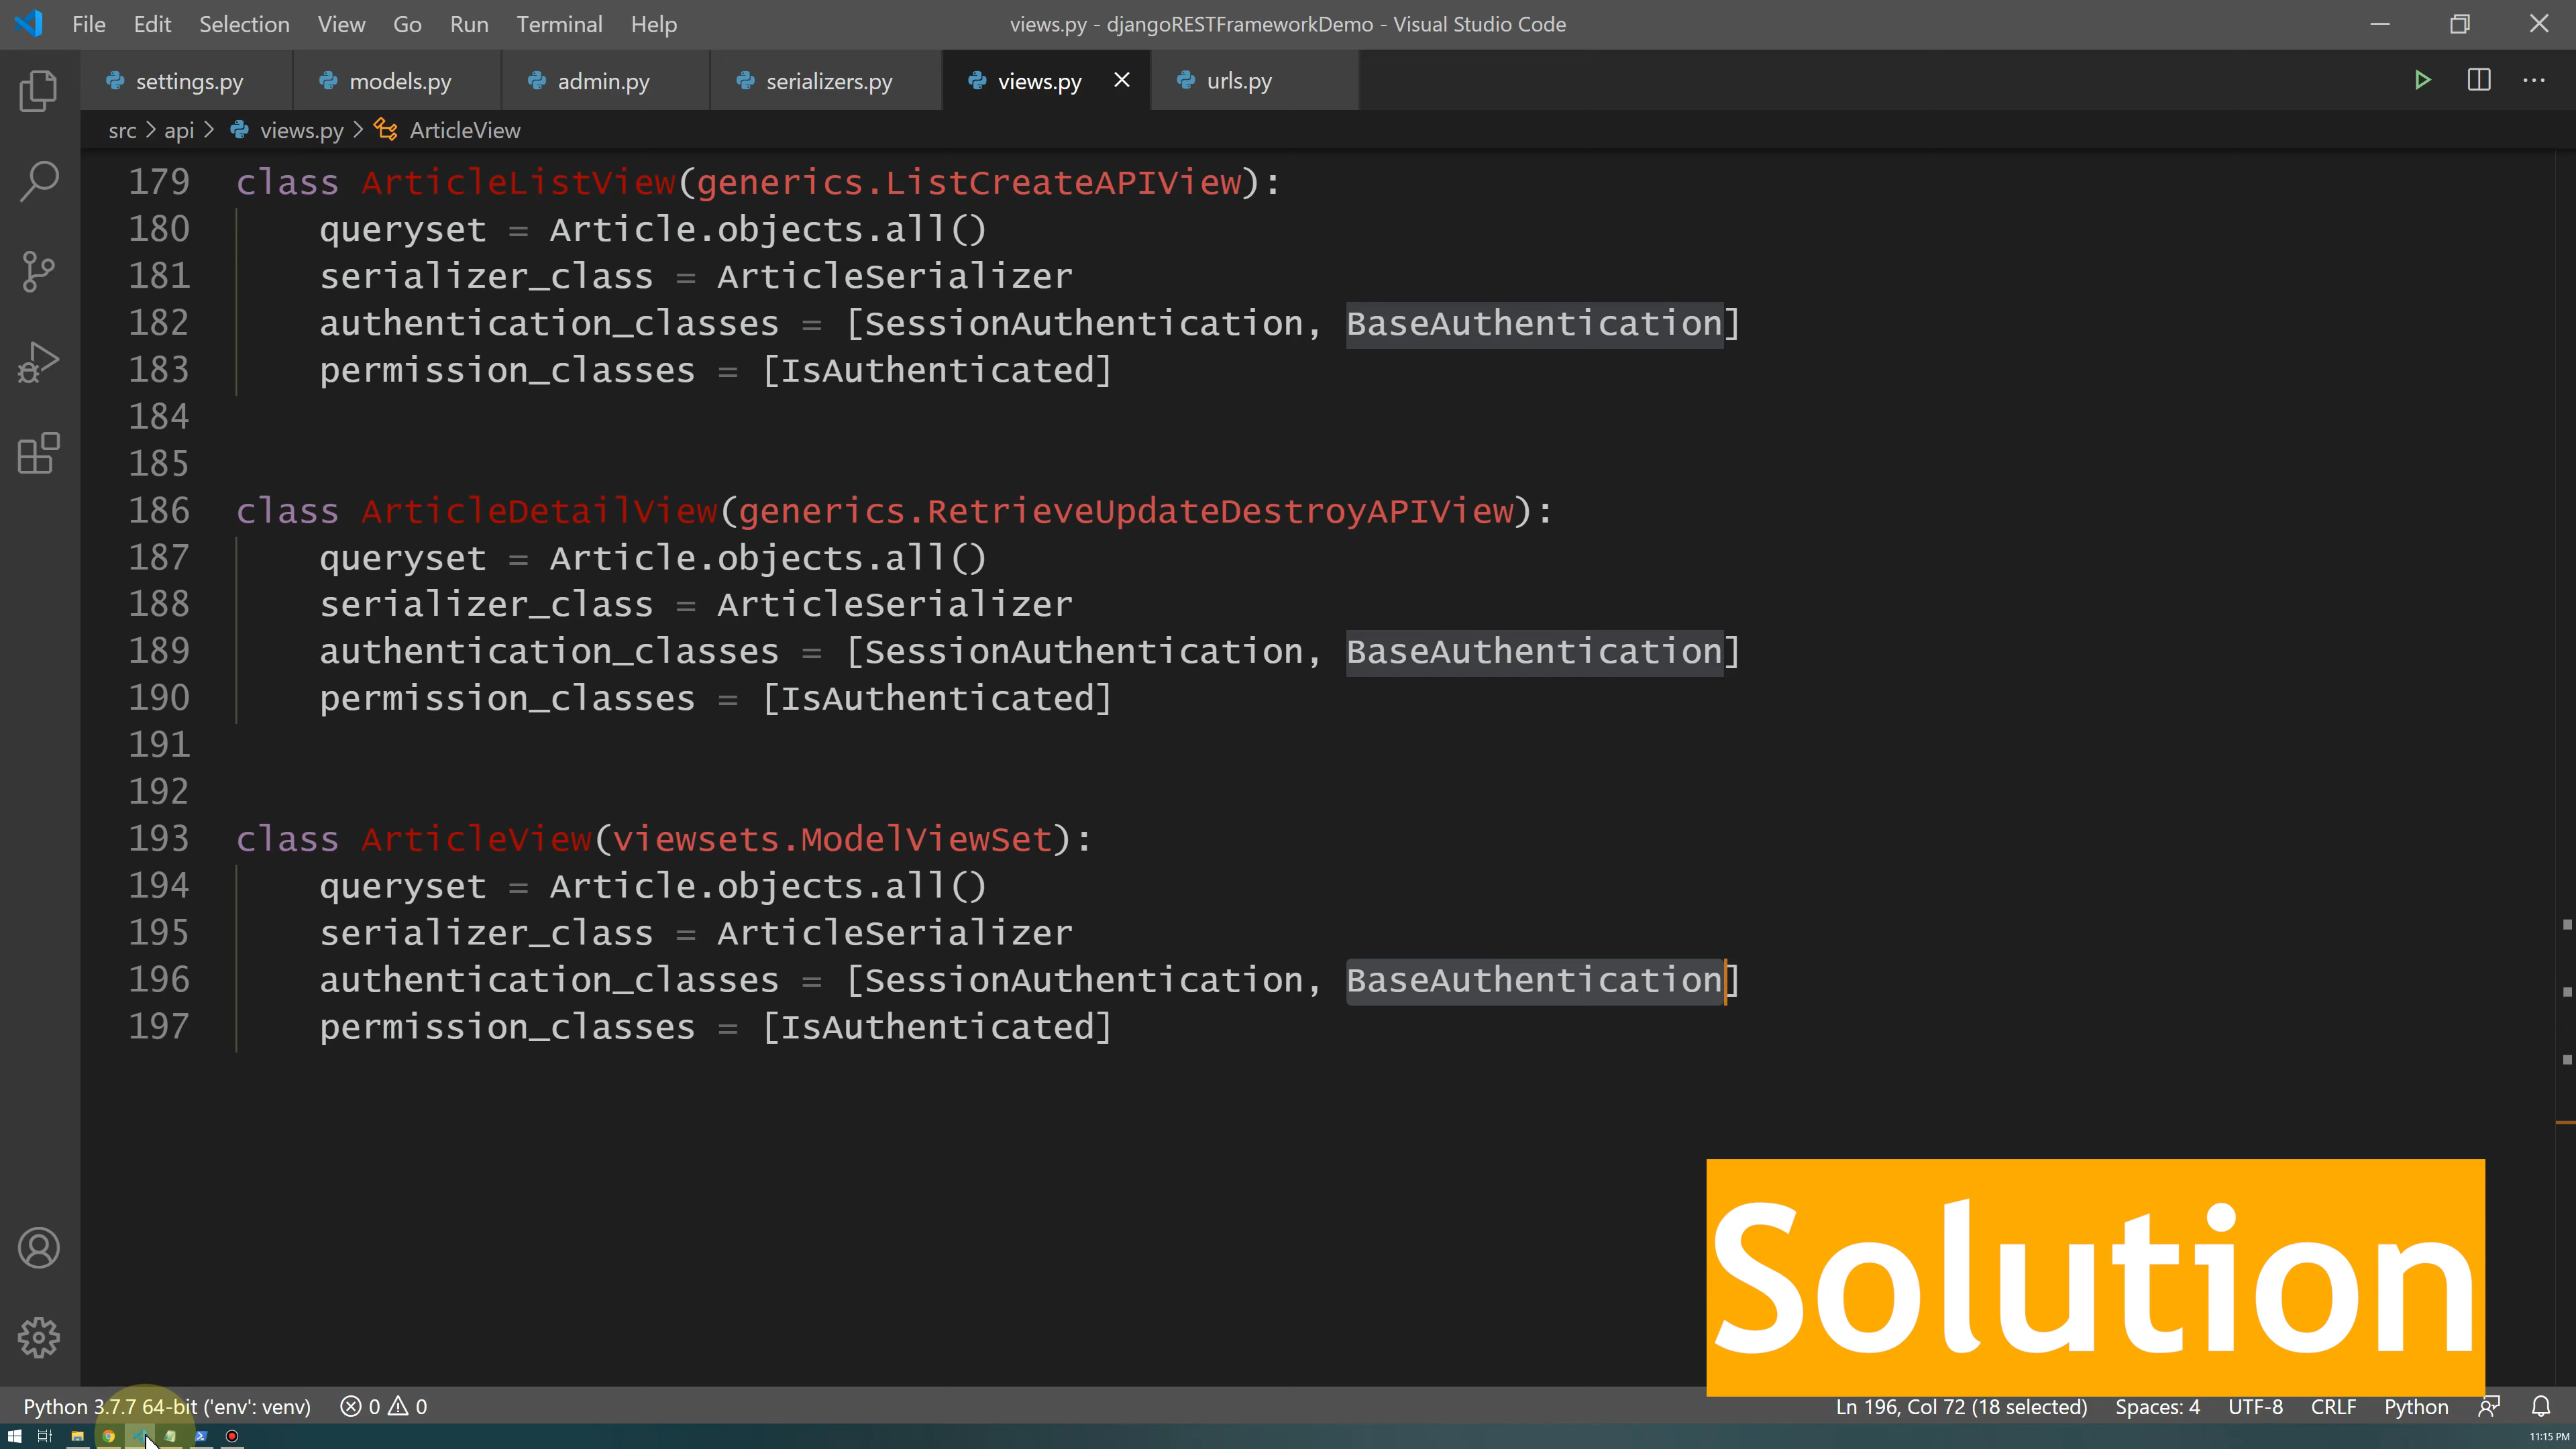 File Edit Selection View Go Run Terminal Help views.py - djangoRESTFrameworkDemo - Visual Studio Code
settings.py models.py admin.py serializers.py views.py urls.py
src > api > views.py > ArticleView
179 class ArticleListView(generics.ListCreateAPIView):
180 queryset = Article.objects.all()
181 serializer_class = ArticleSerializer
182 authentication_classes = [SessionAuthentication, BaseAuthentication]
183 permission_classes = [IsAuthenticated]
184
185
186 class ArticleDetailView(generics.RetrieveUpdateDestroyAPIView):
187 queryset = Article.objects.all()
188 serializer_class = ArticleSerializer
189 authentication_classes = [SessionAuthentication, BaseAuthentication]
190 permission_classes = [IsAuthenticated]
191
192
193 class ArticleView(viewsets.ModelViewSet):
194 queryset = Article.objects.all()
195 serializer_class = ArticleSerializer
196 authentication_classes = [SessionAuthentication, BaseAuthentication]
197 permission_classes = [IsAuthenticated]
Solution
Python 3.7.7 64-bit ('env': venv) 0 0 Ln 196, Col 72 (18 selected) Spaces: 4 UTF-8 CRLF Python
11:15 PM